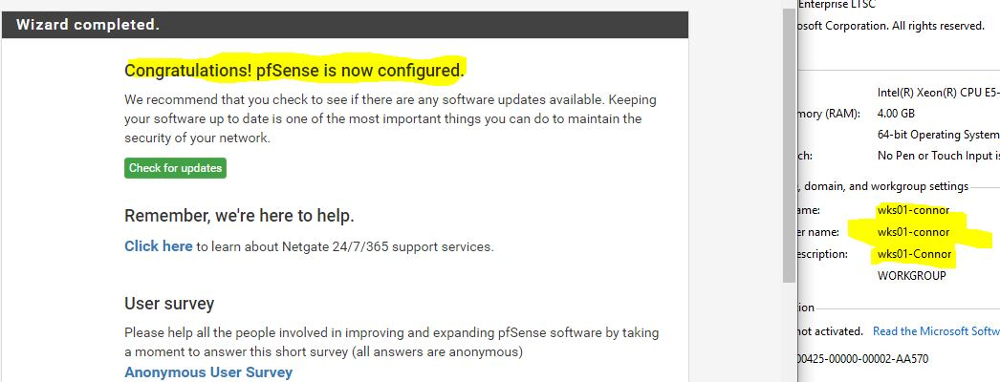 Wizard completed.
Congratulations! pfSense is now configured.
We recommend that you check to see if there are any software updates available. Keeping
your software up to date is one of the most important things you can do to maintain the
security of your network.
Check for updates
Remember, we're here to help.
Click here to learn about Netgate 24/7/365 support services.
User survey
Please help all the people involved in improving and expanding pfSense software by taking
a moment to answer this short survey (all answers are anonymous)
Anonymous User Survey
Enterprise LTSC
osoft Corporation. All rights reserved.
Intel(R) Xeon(R) CPU E5-
mory (RAM): 4.00 GB
64-bit Operating System
ch: No Pen or Touch Input is
, domain, and workgroup settings
ame: wks01-connor
er name: wks01-connor
escription: wks01-Connor
WORKGROUP
tion
not activated. Read the Microsoft Softw
00425-00000-00002-AA570